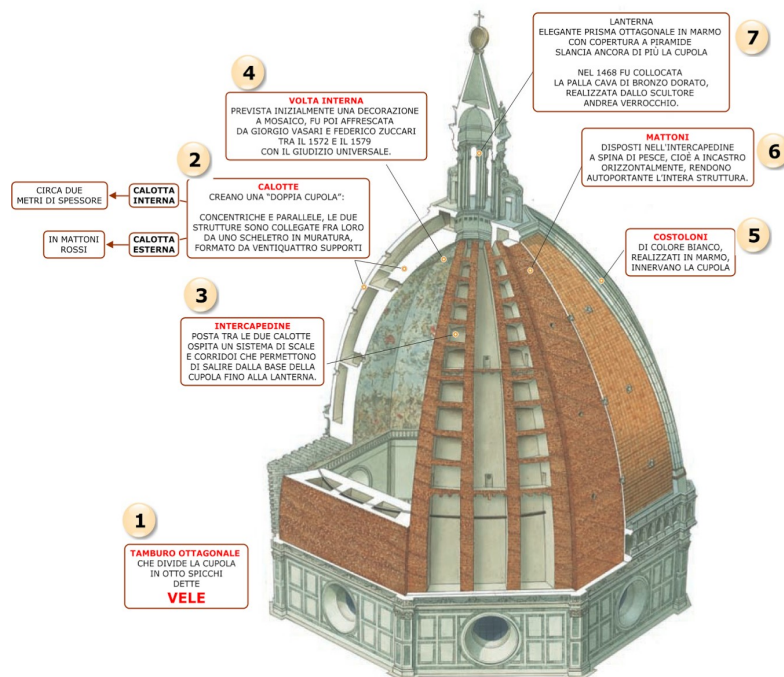 1
TAMBURO OTTAGONALE
CHE DIVIDE LA CUPOLA
IN OTTO SPICCHI
DETTE
VELE
2
CALOTTE
CREANO UNA "DOPPIA CUPOLA":
CONCENTRICHE E PARALLELE, LE DUE
STRUTTURE SONO COLLEGATE FRA LORO
DA UNO SCHELETRO IN MURATURA,
FORMATO DA VENTIQUATTRO SUPPORTI
CALOTTA
INTERNA
CIRCA DUE
METRI DI SPESSORE
CALOTTA
ESTERNA
IN MATTONI
ROSSI
3
INTERCAPEDINE
POSTA TRA LE DUE CALOTTE
OSPITA UN SISTEMA DI SCALE
E CORRIDOI CHE PERMETTONO
DI SALIRE DALLA BASE DELLA
CUPOLA FINO ALLA LANTERNA.
4
VOLTA INTERNA
PREVISTA INIZIALMENTE UNA DECORAZIONE
A MOSAICO, FU POI AFFRESCATA
DA GIORGIO VASARI E FEDERICO ZUCCARI
TRA IL 1572 E IL 1579
CON IL GIUDIZIO UNIVERSALE.
5
COSTOLONI
DI COLORE BIANCO,
REALIZZATI IN MARMO,
INNERVANO LA CUPOLA
6
MATTONI
DISPOSTI NELL'INTERCAPEDINE
A SPINA DI PESCE, CIOÈ A INCASTRO
ORIZZONTALMENTE, RENDONO
AUTOPORTANTE L'INTERA STRUTTURA.
7
LANTERNA
ELEGANTE PRISMA OTTAGONALE IN MARMO
CON COPERTURA A PIRAMIDE
SLANCIA ANCORA DI PIÙ LA CUPOLA
NEL 1468 FU COLLOCATA
LA PALLA CAVA DI BRONZO DORATO,
REALIZZATA DALLO SCULTORE
ANDREA VERROCCHIO.